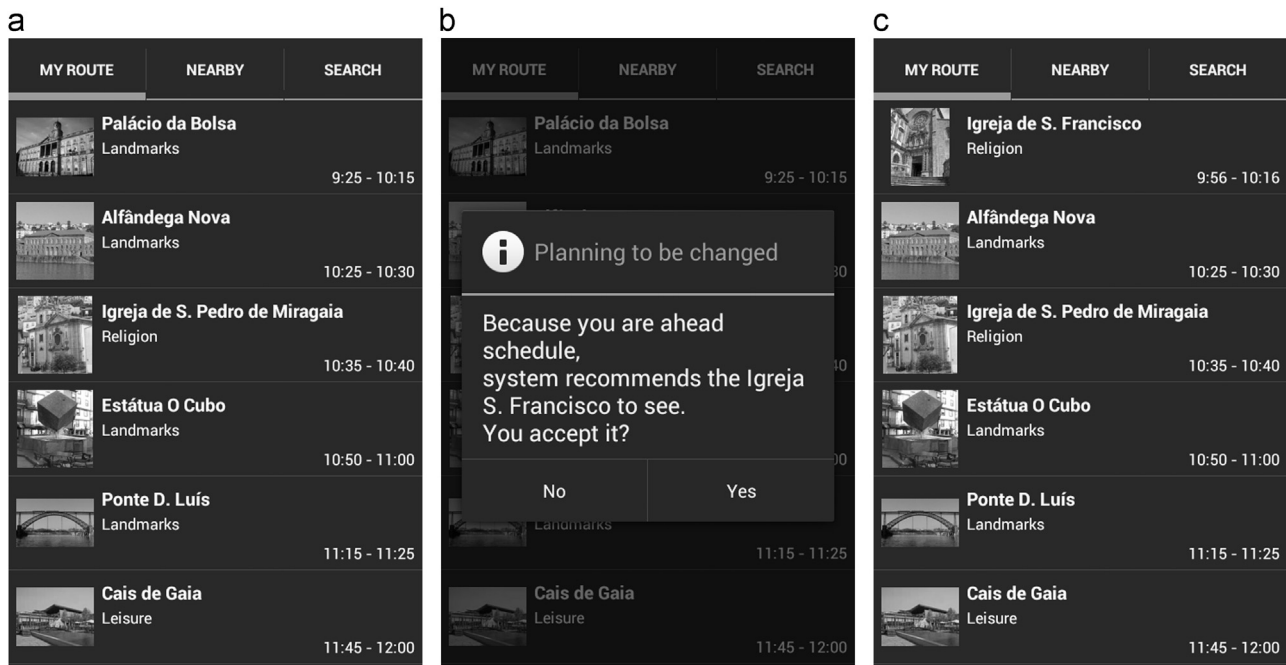 a
MY ROUTE NEARBY SEARCH
Palácio da Bolsa
Landmarks
9:25 - 10:15
Alfândega Nova
Landmarks
10:25 - 10:30
Igreja de S. Pedro de Miragaia
Religion
10:35 - 10:40
Estátua O Cubo
Landmarks
10:50 - 11:00
Ponte D. Luís
Landmarks
11:15 - 11:25
Cais de Gaia
Leisure
11:45 - 12:00
b
MY ROUTE NEARBY SEARCH
Palácio da Bolsa
Landmarks
9:25 - 10:15
Planning to be changed
Because you are ahead
schedule,
system recommends the Igreja
S. Francisco to see.
You accept it?
No Yes
Landmarks
11:15 - 11:25
Cais de Gaia
Leisure
11:45 - 12:00
c
MY ROUTE NEARBY SEARCH
Igreja de S. Francisco
Religion
9:56 - 10:16
Alfândega Nova
Landmarks
10:25 - 10:30
Igreja de S. Pedro de Miragaia
Religion
10:35 - 10:40
Estátua O Cubo
Landmarks
10:50 - 11:00
Ponte D. Luís
Landmarks
11:15 - 11:25
Cais de Gaia
Leisure
11:45 - 12:00